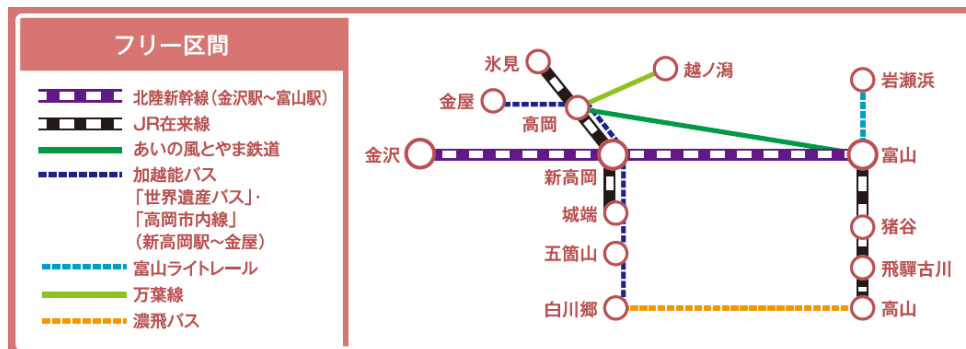 フリー区間
北陸新幹線(金沢駅～富山駅)
JR在来線
あいの風とやま鉄道
加越能バス
「世界遺産バス」・
「高岡市内線」
(新高岡駅～金屋)
富山ライトレール
万葉線
濃飛バス
氷見
越ノ潟
岩瀬浜
金屋
高岡
金沢
新高岡
富山
城端
猪谷
五箇山
飛驒古川
白川郷
高山